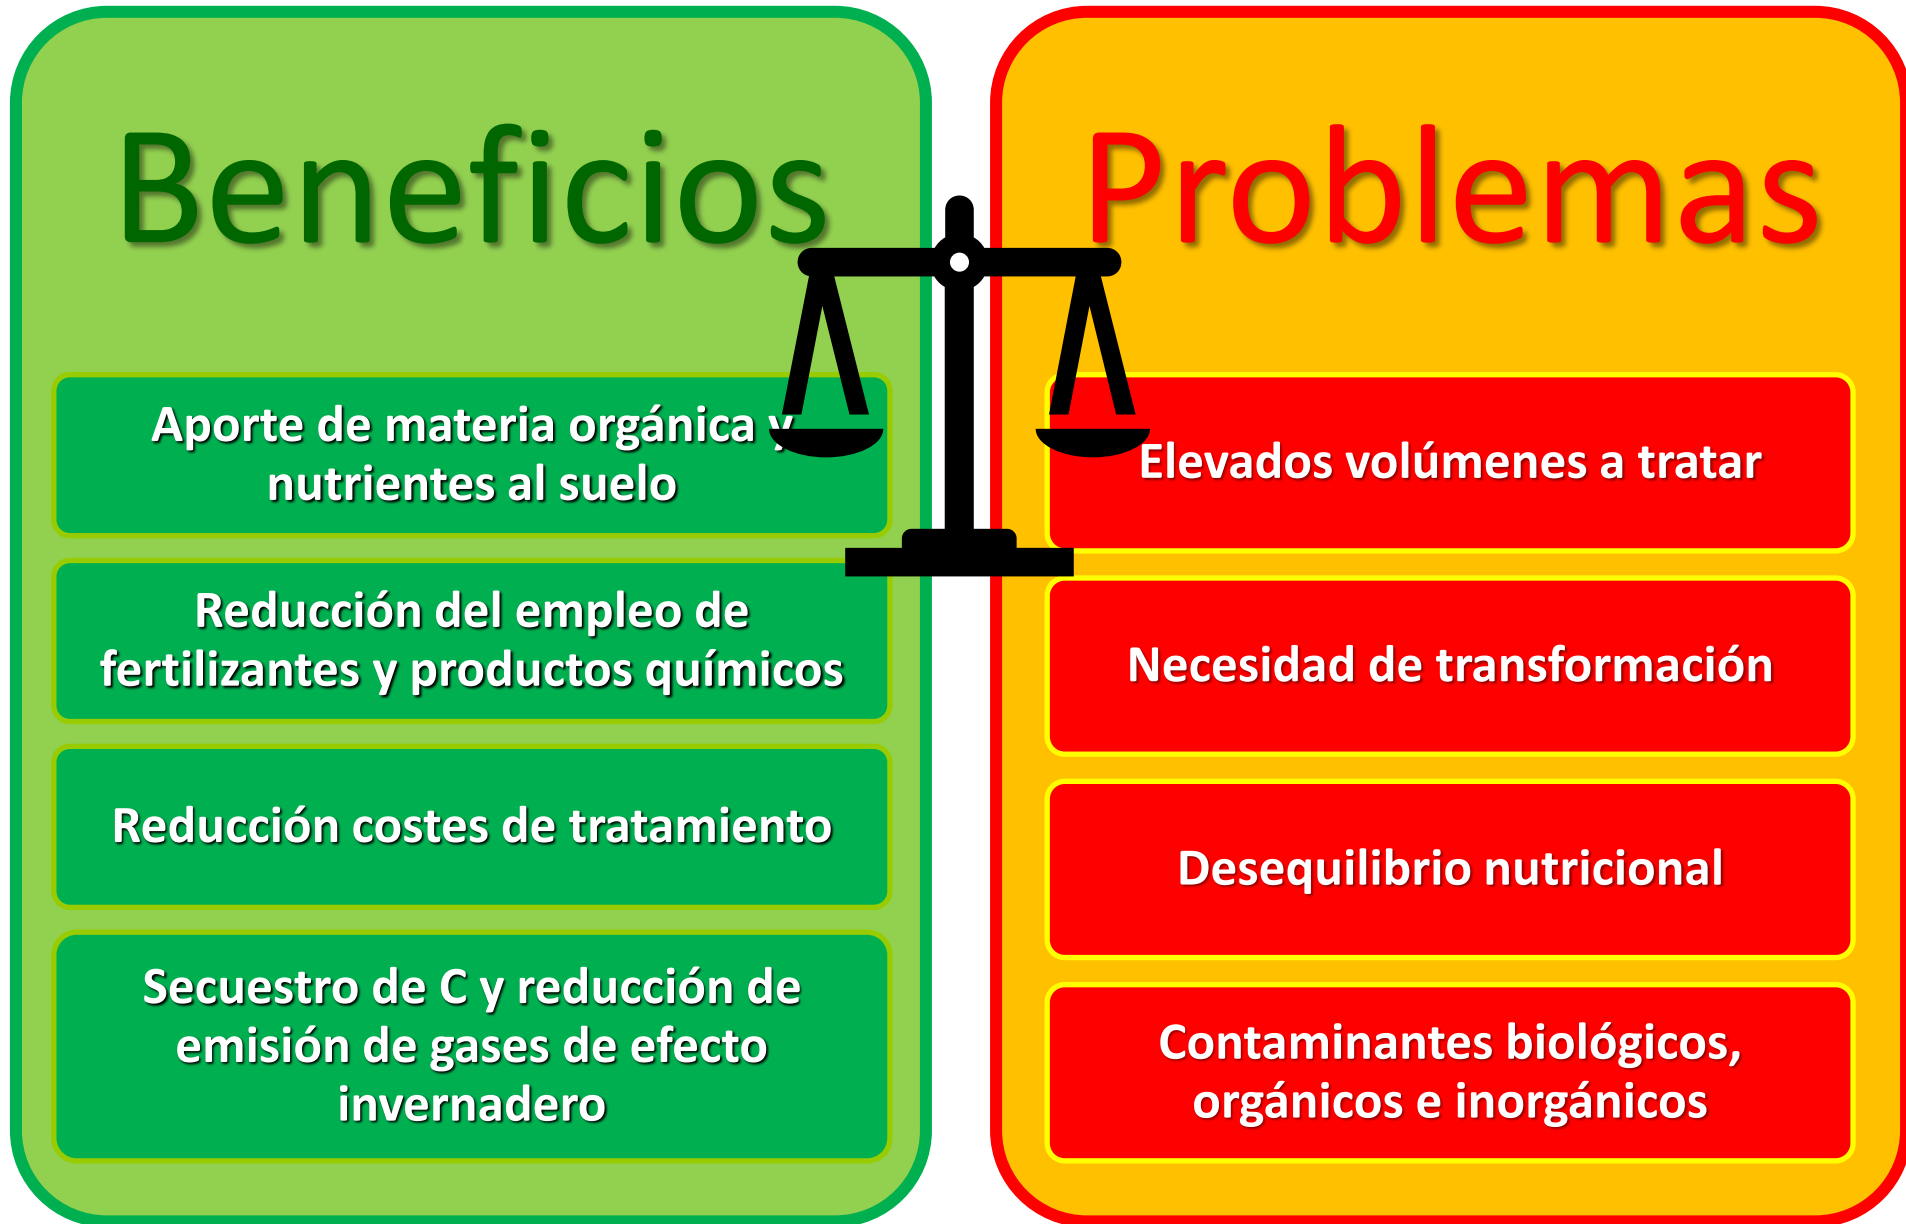 Beneficios
Aporte de materia orgánica y
nutrientes al suelo
Reducción del empleo de
fertilizantes y productos químicos
Reducción costes de tratamiento
Secuestro de C y reducción de
emisión de gases de efecto
invernadero
Problemas
Elevados volúmenes a tratar
Necesidad de transformación
Desequilibrio nutricional
Contaminantes biológicos,
orgánicos e inorgánicos